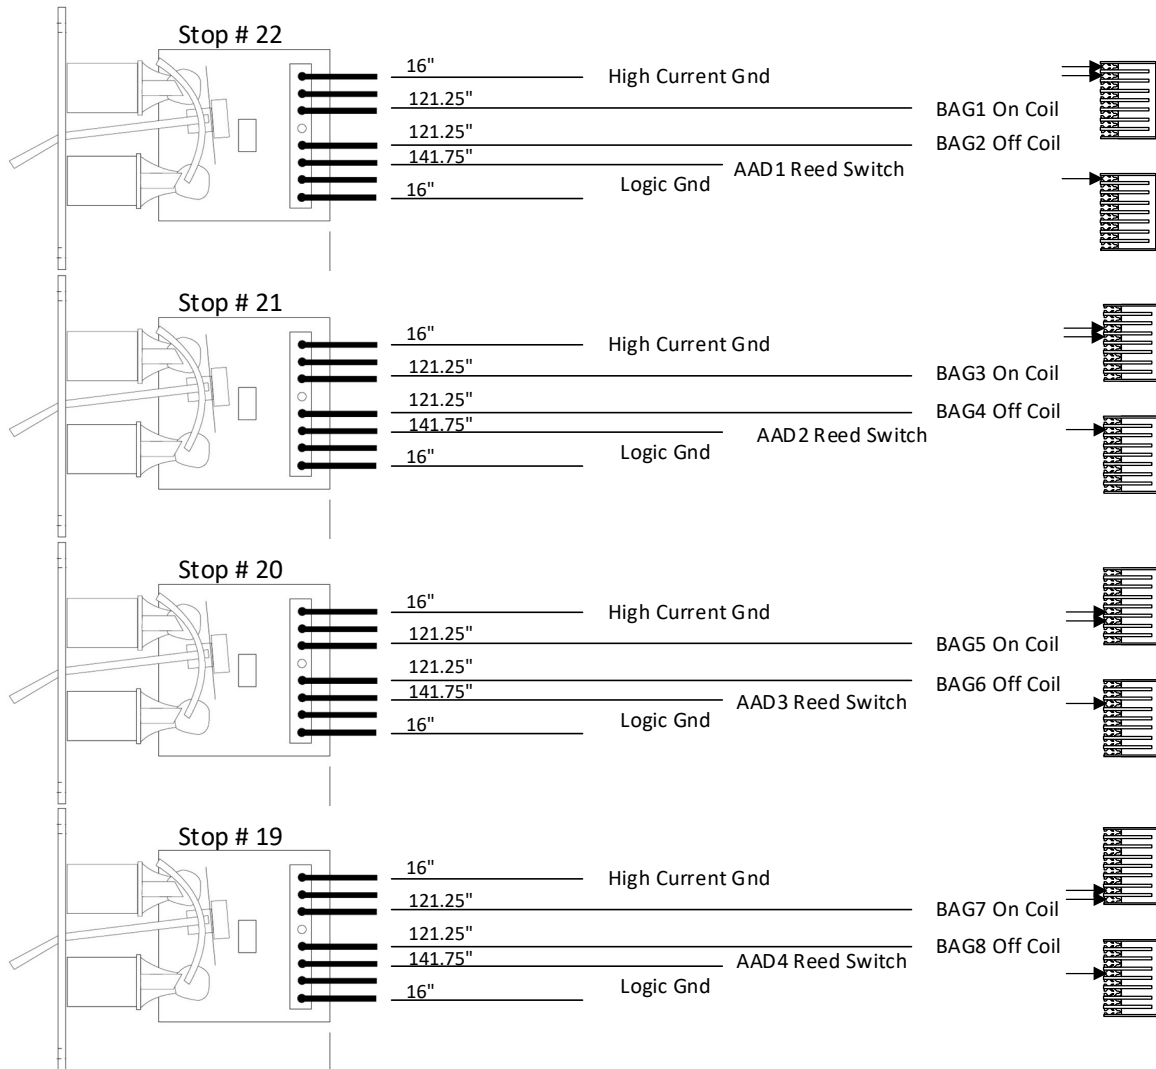 Stop # 22
16" High Current Gnd
121.25" BAG1 On Coil
121.25" BAG2 Off Coil
141.75" AAD1 Reed Switch
Logic Gnd
16"
Stop # 21
16" High Current Gnd
121.25" BAG3 On Coil
121.25" BAG4 Off Coil
141.75" AAD2 Reed Switch
Logic Gnd
16"
Stop # 20
16" High Current Gnd
121.25" BAG5 On Coil
121.25" BAG6 Off Coil
141.75" AAD3 Reed Switch
Logic Gnd
16"
Stop # 19
16" High Current Gnd
121.25" BAG7 On Coil
121.25" BAG8 Off Coil
141.75" AAD4 Reed Switch
Logic Gnd
16"